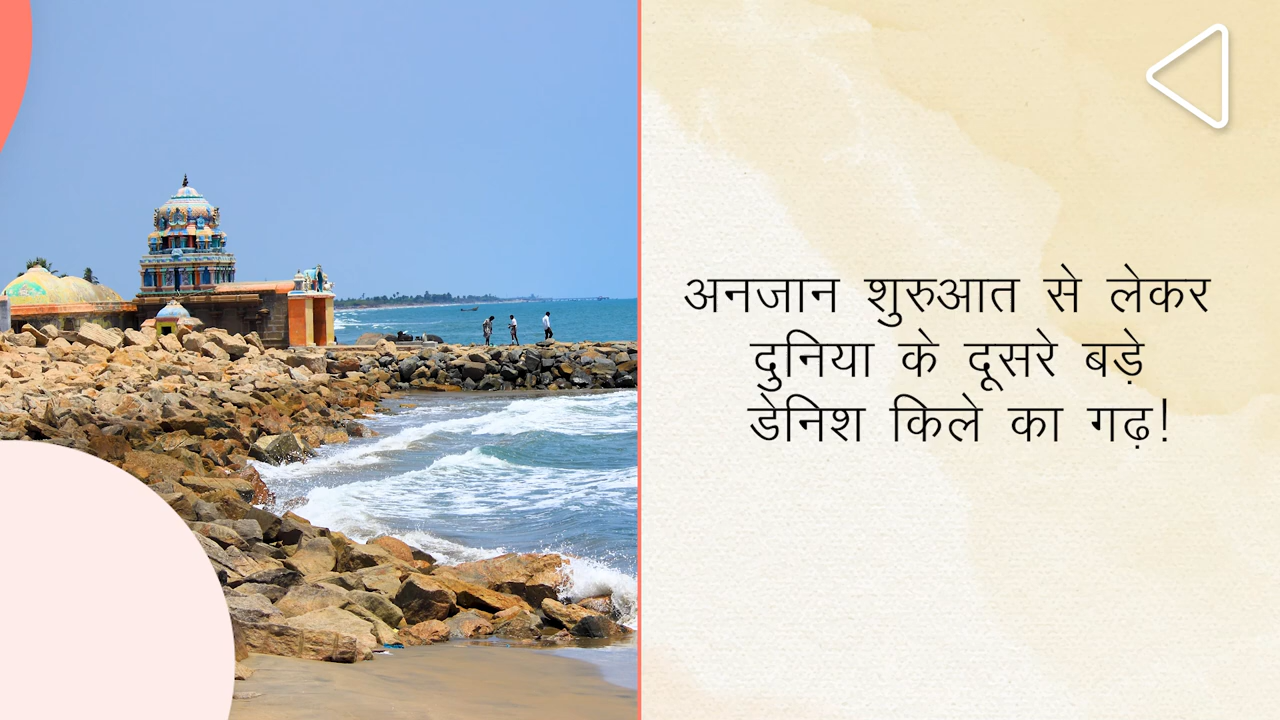 अनजान शुरुआत से लेकर
दुनिया के दूसरे बड़े
डेनिश किले का गढ़!